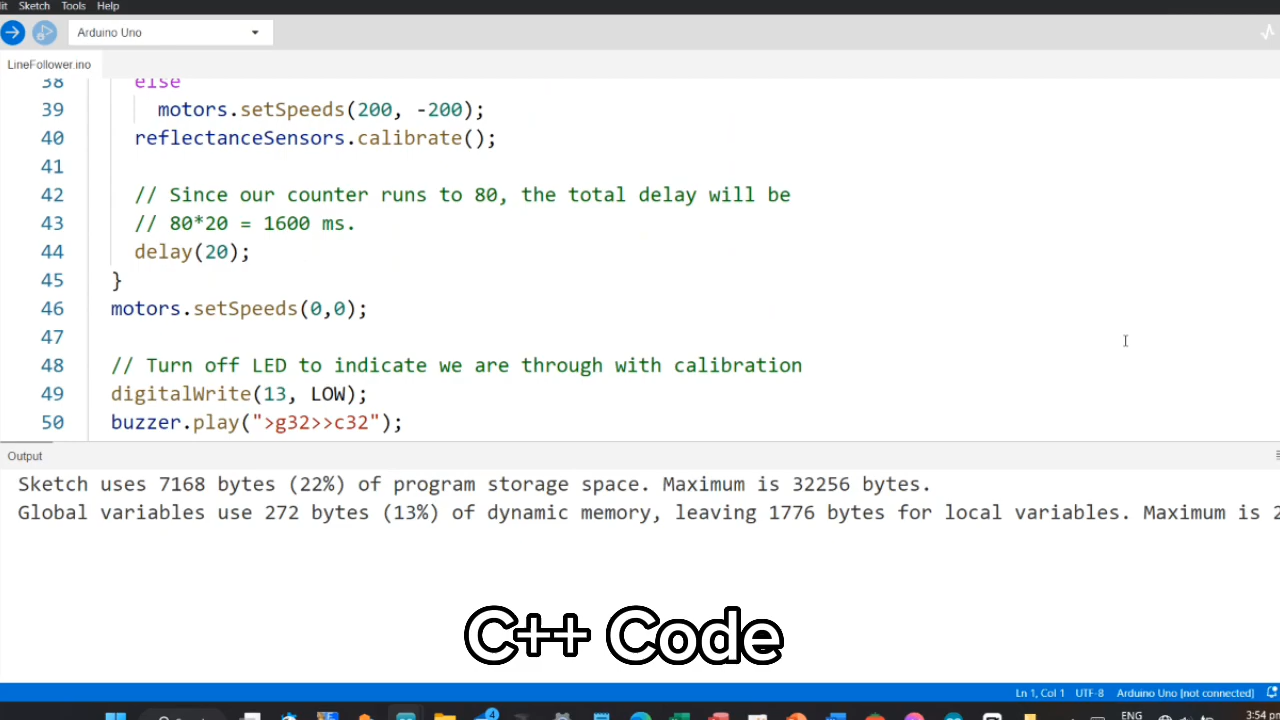 it Sketch Tools Help
Arduino Uno
LineFollower.ino
38 else
39 motors.setSpeeds(200, -200);
40 reflectanceSensors.calibrate();
41
42 // Since our counter runs to 80, the total delay will be
43 // 80*20 = 1600 ms.
44 delay(20);
45 }
46 motors.setSpeeds(0,0);
47
48 // Turn off LED to indicate we are through with calibration
49 digitalWrite(13, LOW);
50 buzzer.play(">g32>>c32");
Output
Sketch uses 7168 bytes (22%) of program storage space. Maximum is 32256 bytes.
Global variables use 272 bytes (13%) of dynamic memory, leaving 1776 bytes for local variables. Maximum is 2
C++ Code
Ln 1, Col 1 UTF-8 Arduino Uno [not connected]
4 ENG 3:54